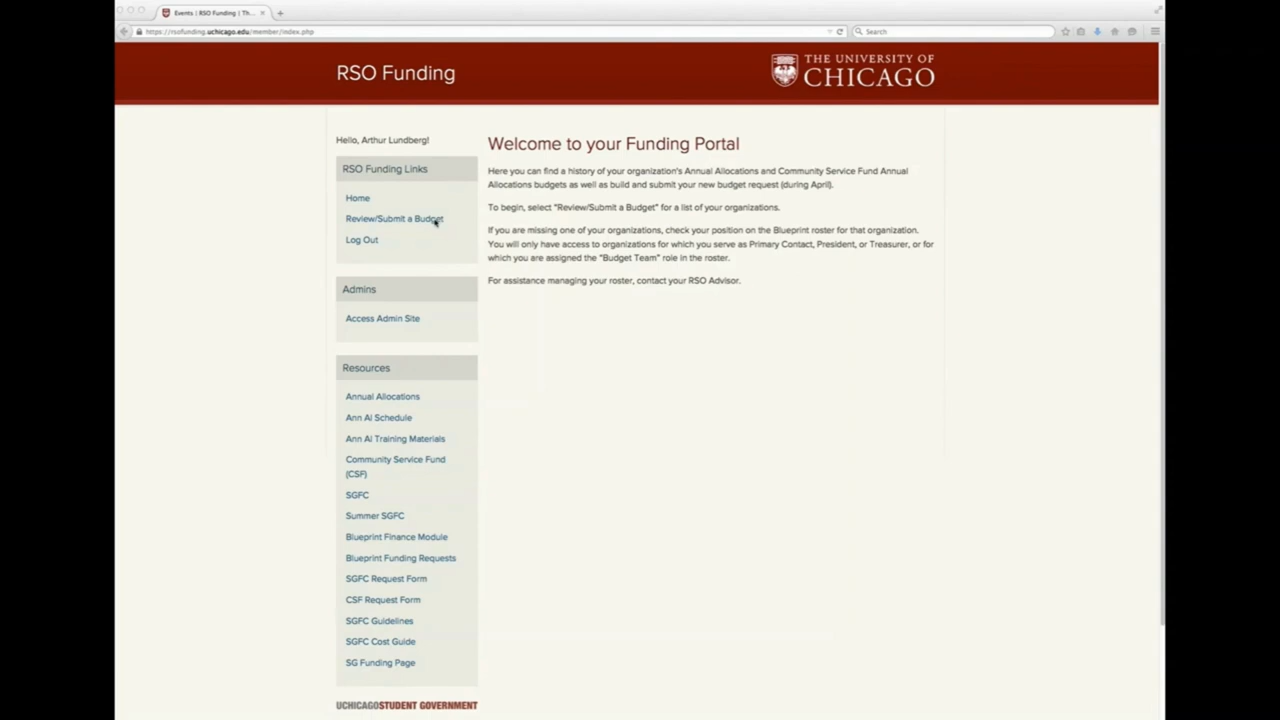 Events | RSO Funding | Th...
https://rsofunding.uchicago.edu/member/index.php
Search
RSO Funding
THE UNIVERSITY OF
CHICAGO
Hello, Arthur Lundberg!
RSO Funding Links
Home
Review/Submit a Budget
Log Out
Admins
Access Admin Site
Resources
Annual Allocations
Ann Al Schedule
Ann Al Training Materials
Community Service Fund
(CSF)
SGFC
Summer SGFC
Blueprint Finance Module
Blueprint Funding Requests
SGFC Request Form
CSF Request Form
SGFC Guidelines
SGFC Cost Guide
SG Funding Page
UCHICAGOSTUDENT GOVERNMENT
Welcome to your Funding Portal
Here you can find a history of your organization's Annual Allocations and Community Service Fund Annual
Allocations budgets as well as build and submit your new budget request (during April).
To begin, select "Review/Submit a Budget" for a list of your organizations.
If you are missing one of your organizations, check your position on the Blueprint roster for that organization.
You will only have access to organizations for which you serve as Primary Contact, President, or Treasurer, or for
which you are assigned the "Budget Team" role in the roster.
For assistance managing your roster, contact your RSO Advisor.